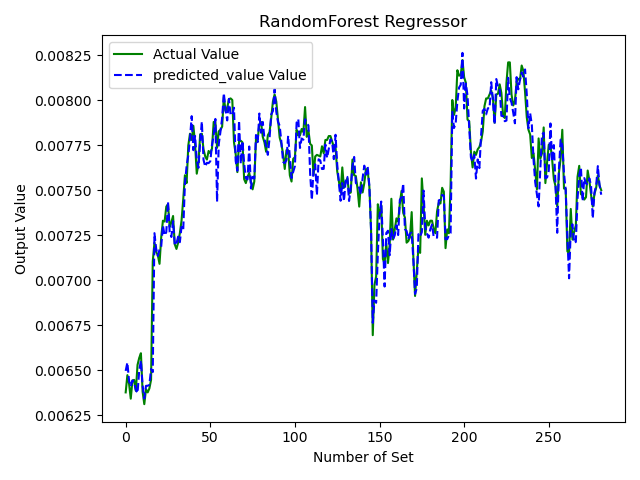 RandomForest Regressor
Actual Value
predicted_value Value
Output Value
0.00825
0.00800
0.00775
0.00750
0.00725
0.00700
0.00675
0.00650
0.00625
0 50 100 150 200 250
Number of Set